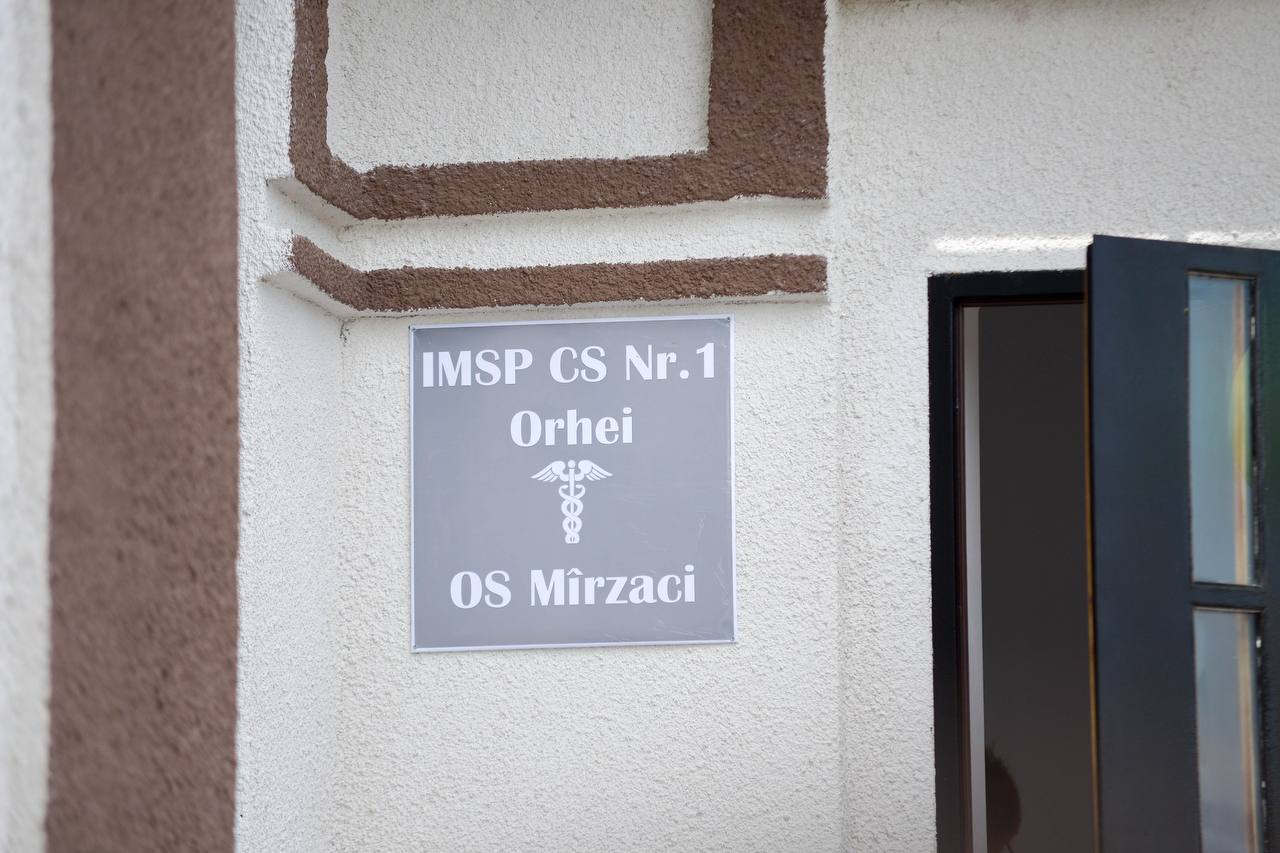 IMSP CS Nr.1
Orhei
OS Mîrzaci